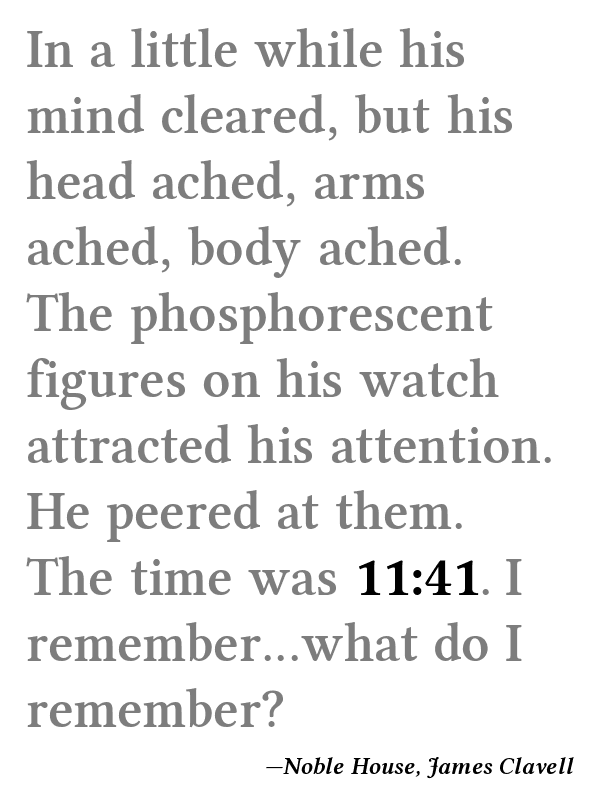 In a little while his
mind cleared, but his
head ached, arms
ached, body ached.
The phosphorescent
figures on his watch
attracted his attention.
He peered at them.
The time was 11:41. I
remember...what do I
remember?
—Noble House, James Clavell